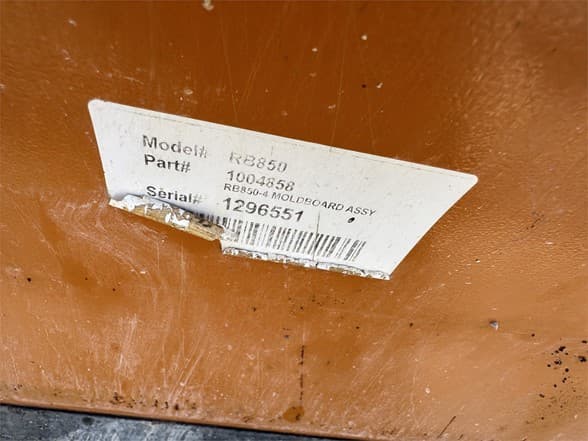 Model# RB850
Part# 1004858
RB850-4 MOLDBOARD ASSY
Serial# 1296551